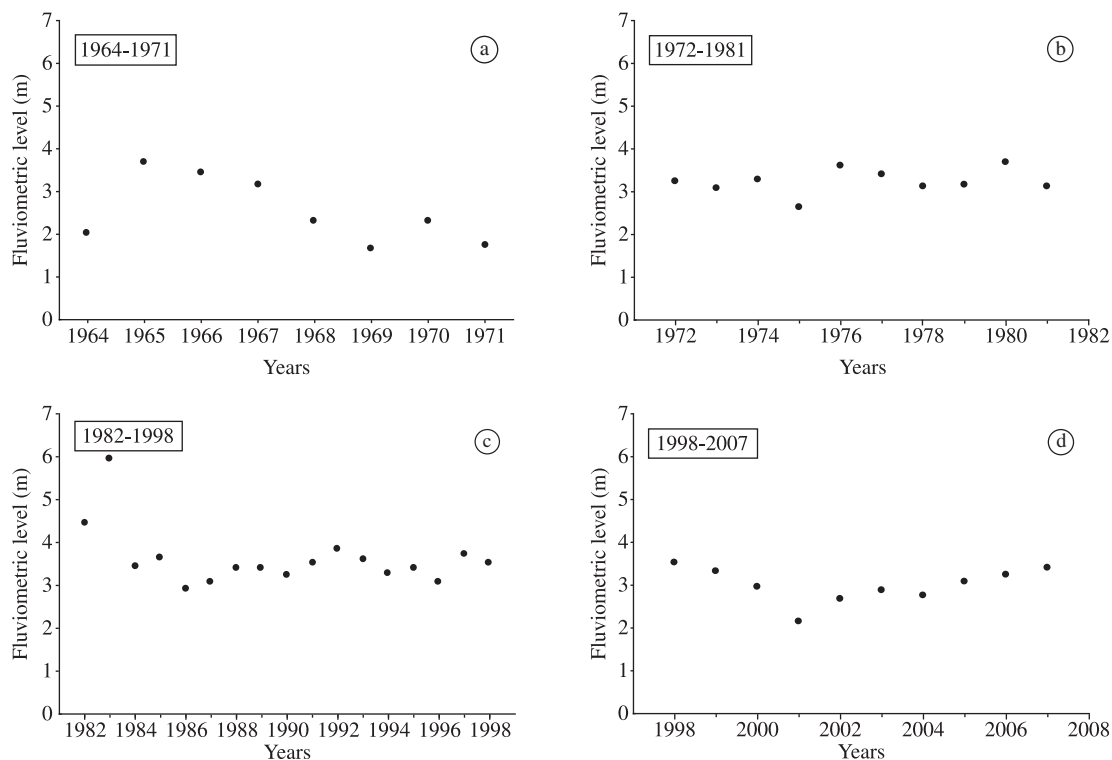 1964-1971
a
7
6
5
4
3
2
1
0
Fluviometric level (m)
1964 1965 1966 1967 1968 1969 1970 1971
Years
1972-1981
b
7
6
5
4
3
2
1
0
Fluviometric level (m)
1972 1974 1976 1978 1980 1982
Years
1982-1998
c
7
6
5
4
3
2
1
0
Fluviometric level (m)
1982 1984 1986 1988 1990 1992 1994 1996 1998
Years
1998-2007
d
7
6
5
4
3
2
1
0
Fluviometric level (m)
1998 2000 2002 2004 2006 2008
Years